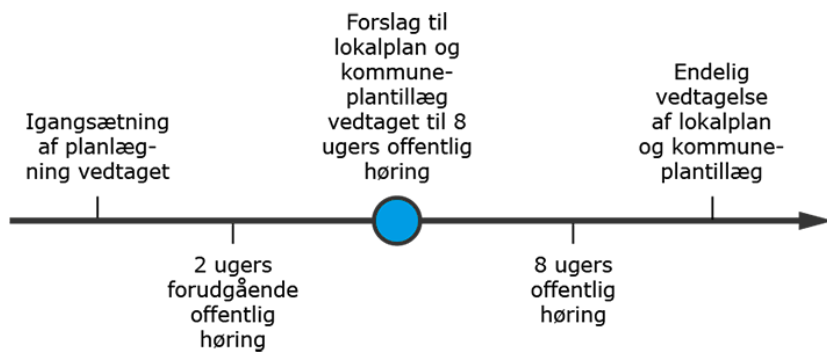 Igangsætning
af planlæg-
ning vedtaget
2 ugers
forudgående
offentlig
høring
Forslag til
lokalplan og
kommune-
plantillæg
vedtaget til 8
ugers offentlig
høring
8 ugers
offentlig
høring
Endelig
vedtagelse
af lokalplan
og kommune-
plantillæg